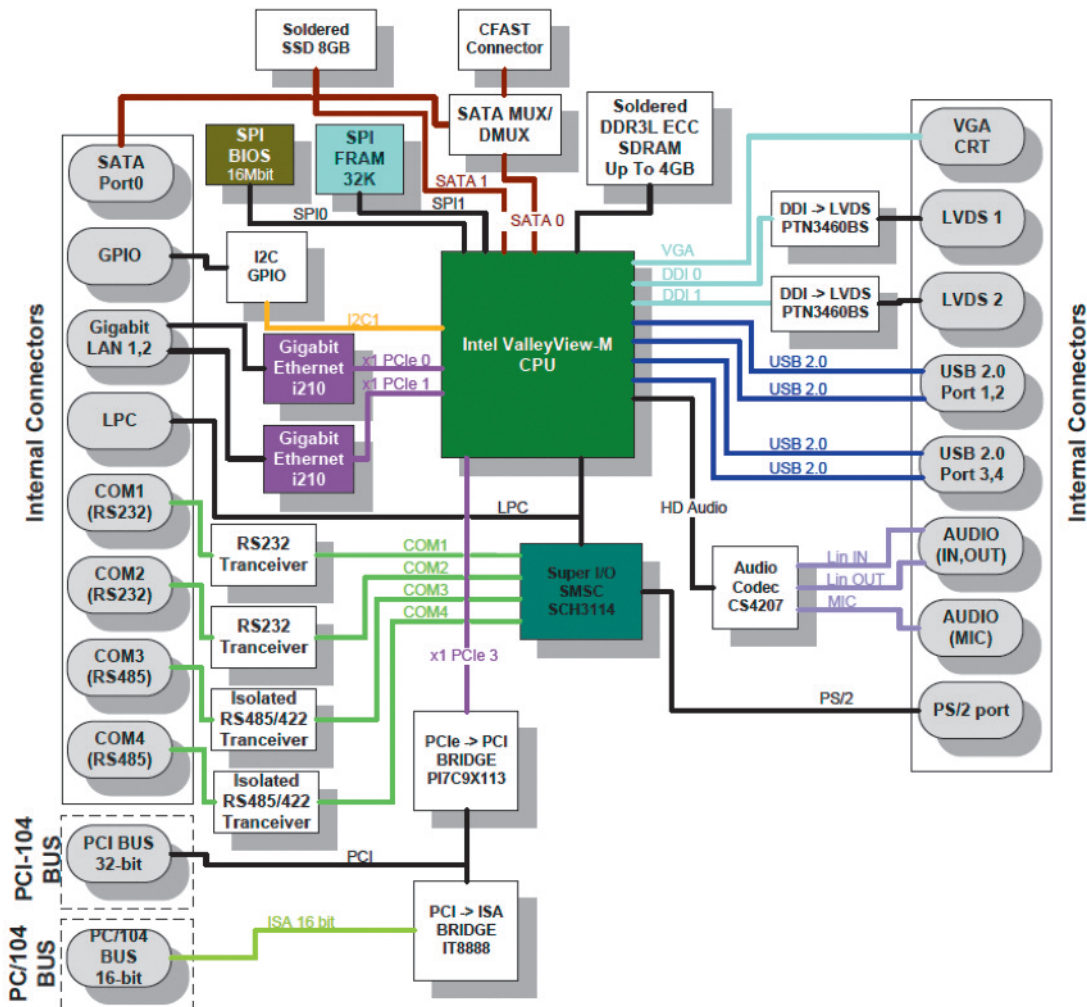 Soldered
SSD 8GB
CFAST
Connector
SATA MUX/
DMUX
Soldered
DDR3L ECC
SDRAM
Up To 4GB
SPI
BIOS
16Mbit
SPI
FRAM
32K
SATA 1
SATA 0
SPI0
SPI1
Internal Connectors
SATA
Port0
GPIO
Gigabit
LAN 1,2
LPC
COM1
(RS232)
COM2
(RS232)
COM3
(RS485)
COM4
(RS485)
I2C
GPIO
I2C1
Gigabit
Ethernet
i210
x1 PCIe 0
x1 PCIe 1
Gigabit
Ethernet
i210
Intel ValleyView-M
CPU
VGA
DDI 0
DDI 1
DDI -> LVDS
PTN3460BS
DDI -> LVDS
PTN3460BS
USB 2.0
USB 2.0
USB 2.0
USB 2.0
HD Audio
LPC
RS232
Tranceiver
RS232
Tranceiver
Isolated
RS485/422
Tranceiver
Isolated
RS485/422
Tranceiver
COM1
COM2
COM3
COM4
Super I/O
SMSC
SCH3114
x1 PCIe 3
Audio
Codec
CS4207
Lin IN
Lin OUT
MIC
PS/2
PCIe -> PCI
BRIDGE
PI7C9X113
PCI
PCI -> ISA
BRIDGE
IT8888
ISA 16 bit
PCI-104
BUS
PCI BUS
32-bit
PC/104
BUS
PC/104
BUS
16-bit
VGA
CRT
LVDS 1
LVDS 2
USB 2.0
Port 1,2
USB 2.0
Port 3,4
AUDIO
(IN,OUT)
AUDIO
(MIC)
PS/2 port
Internal Connectors